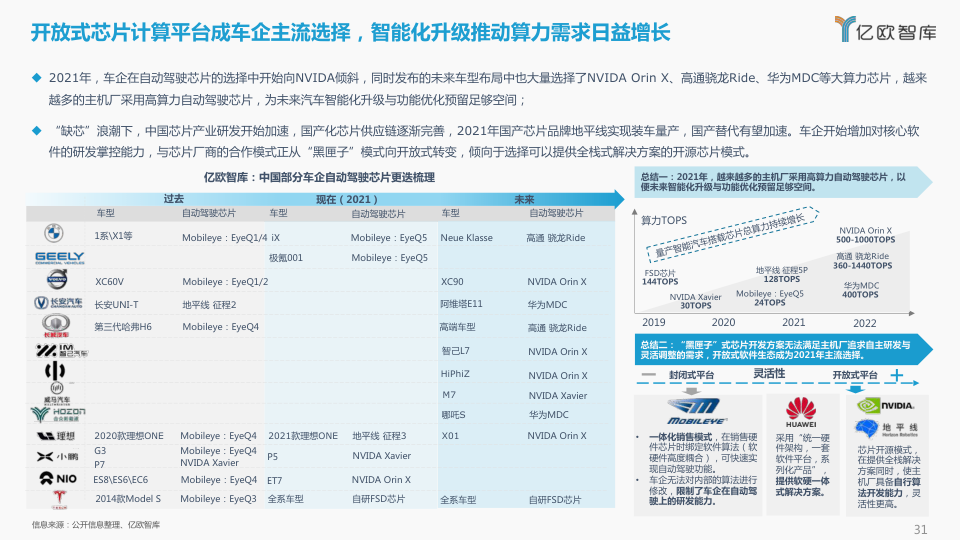 开放式芯片计算平台成车企主流选择，智能化升级推动算力需求日益增长
亿欧智库
2021年，车企在自动驾驶芯片的选择中开始向NVIDA倾斜，同时发布的未来车型布局中也大量选择了NVIDA Orin X、高通骁龙Ride、华为MDC等大算力芯片，越来
越多的主机厂采用高算力自动驾驶芯片，为未来汽车智能化升级与功能优化预留足够空间；
“缺芯”浪潮下，中国芯片产业研发开始加速，国产化芯片供应链逐渐完善，2021年国产芯片品牌地平线实现装车量产，国产替代有望加速。车企开始增加对核心软
件的研发掌控能力，与芯片厂商的合作模式正从“黑匣子”模式向开放式转变，倾向于选择可以提供全栈式解决方案的开源芯片模式。
亿欧智库：中国部分车企自动驾驶芯片更迭梳理
过去 现在（2021） 未来
车型 自动驾驶芯片 车型 自动驾驶芯片 车型 自动驾驶芯片
1系\X1等 Mobileye：EyeQ1/4 iX Mobileye：EyeQ5 Neue Klasse 高通 骁龙Ride
GEELY 极氪001 Mobileye：EyeQ5
VOLVO XC60V Mobileye：EyeQ1/2 XC90 NVIDA Orin X
长安汽车 长安UNI-T 地平线 征程2 阿维塔E11 华为MDC
长城汽车 第三代哈弗H6 Mobileye：EyeQ4 高端车型 高通 骁龙Ride
智己汽车 智己L7 NVIDA Orin X
HiPhiZ NVIDA Orin X
威马汽车 M7 NVIDA Xavier
HOZON 哪吒S 华为MDC
理想 2020款理想ONE Mobileye：EyeQ4 2021款理想ONE 地平线 征程3 X01 NVIDA Orin X
小鹏 G3 Mobileye：EyeQ4 P5 NVIDA Xavier
P7 NVIDA Xavier
NIO ES8\ES6\EC6 Mobileye：EyeQ4 ET7 NVIDA Orin X
TESLA 2014款Model S Mobileye：EyeQ3 全系车型 自研FSD芯片 全系车型 自研FSD芯片
总结一：2021年，越来越多的主机厂采用高算力自动驾驶芯片，以
便未来智能化升级与功能优化预留足够空间。
算力TOPS
量产智能汽车搭载芯片总算力持续增长
NVIDA Orin X
500-1000TOPS
高通 骁龙Ride
360-1440TOPS
华为MDC
400TOPS
FSD芯片
144TOPS
地平线 征程5P
128TOPS
NVIDA Xavier
30TOPS
Mobileye：EyeQ5
24TOPS
2019 2020 2021 2022
总结二：“黑匣子”式芯片开发方案无法满足主机厂追求自主研发与
灵活调整的需求，开放式软件生态成为2021年主流选择。
封闭式平台 灵活性 开放式平台
MOBILEYE
一体化销售模式，在销售硬
件芯片时绑定软件算法（软
硬件高度耦合），可快速实
现自动驾驶功能。
车企无法对内部的算法进行
修改，限制了车企在自动驾
驶上的研发能力。
HUAWEI
采用“统一硬
件架构，一套
软件平台，系
列化产品”，
提供软硬一体
式解决方案。
NVIDIA
地平线
Horizon Robotics
芯片开源模式，
在提供全栈解决
方案同时，使主
机厂具备自行算
法开发能力，灵
活性更高。
信息来源：公开信息整理、亿欧智库
31